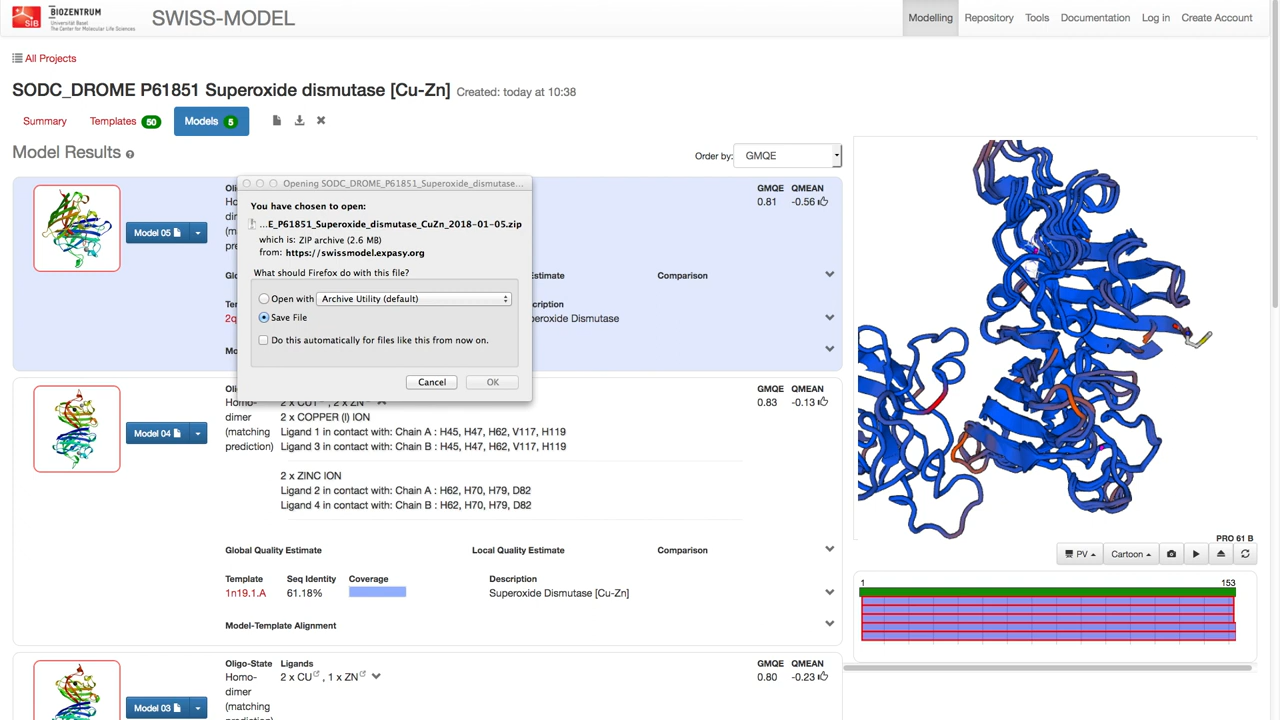 SIB
BIOZENTRUM
Universität Basel
The Center for Molecular Life Sciences
SWISS-MODEL
Modelling Repository Tools Documentation Log in Create Account
All Projects
SODC_DROME P61851 Superoxide dismutase [Cu-Zn] Created: today at 10:38
Summary Templates 50 Models 5
Model Results
Order by: GMQE
Model 05
GMQE QMEAN
0.81 -0.56
Comparison
Superoxide Dismutase
Opening SODC_DROME_P61851_Superoxide_dismutase...
You have chosen to open:
...E_P61851_Superoxide_dismutase_CuZn_2018-01-05.zip
which is: ZIP archive (2.6 MB)
from: https://swissmodel.expasy.org
What should Firefox do with this file?
Open with Archive Utility (default)
Save File
Do this automatically for files like this from now on.
Cancel OK
Model 04
Homo-dimer
(matching
prediction)
2 x COPPER (I) ION
Ligand 1 in contact with: Chain A : H45, H47, H62, V117, H119
Ligand 3 in contact with: Chain B : H45, H47, H62, V117, H119
2 x ZINC ION
Ligand 2 in contact with: Chain A : H62, H70, H79, D82
Ligand 4 in contact with: Chain B : H62, H70, H79, D82
GMQE QMEAN
0.83 -0.13
Global Quality Estimate Local Quality Estimate Comparison
Template Seq Identity Coverage Description
1n19.1.A 61.18% Superoxide Dismutase [Cu-Zn]
Model-Template Alignment
Model 03
Oligo-State Ligands
Homo-dimer
(matching
2 x CU , 1 x ZN
GMQE QMEAN
0.80 -0.23
PRO 61 B
PV Cartoon
1 153